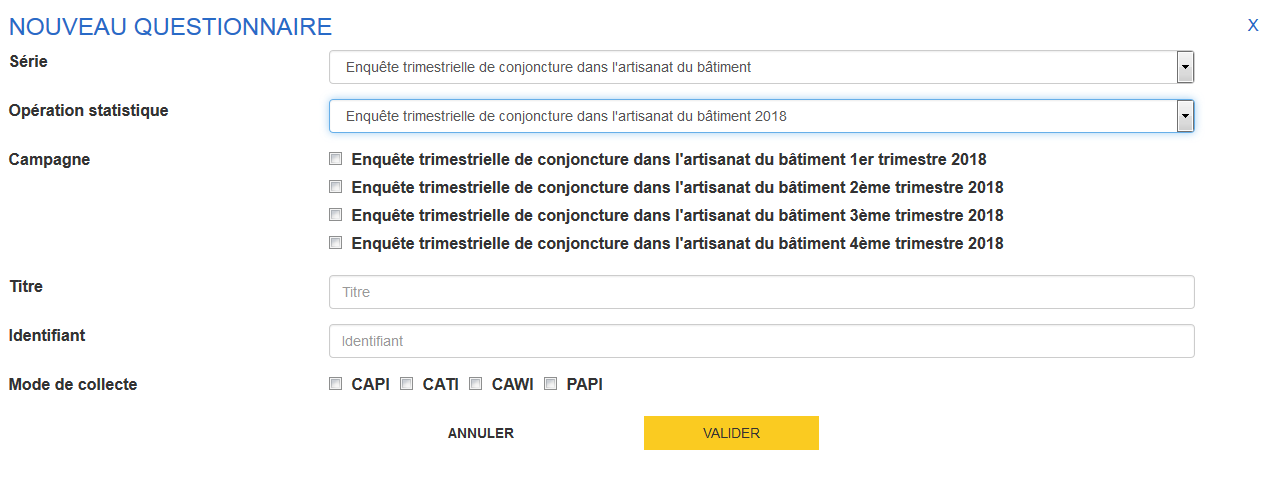 NOUVEAU QUESTIONNAIRE X
Série Enquête trimestrielle de conjoncture dans l'artisanat du bâtiment
Opération statistique Enquête trimestrielle de conjoncture dans l'artisanat du bâtiment 2018
Campagne Enquête trimestrielle de conjoncture dans l'artisanat du bâtiment 1er trimestre 2018
Enquête trimestrielle de conjoncture dans l'artisanat du bâtiment 2ème trimestre 2018
Enquête trimestrielle de conjoncture dans l'artisanat du bâtiment 3ème trimestre 2018
Enquête trimestrielle de conjoncture dans l'artisanat du bâtiment 4ème trimestre 2018
Titre Titre
Identifiant Identifiant
Mode de collecte CAPI CATI CAWI PAPI
ANNULER VALIDER